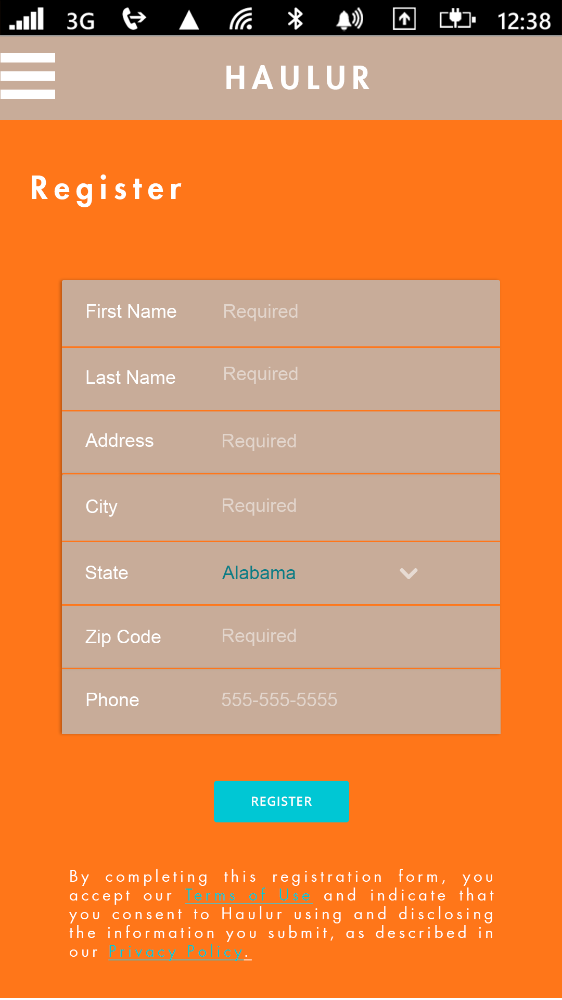 3G 12:38
HAULUR
Register
First Name Required
Last Name Required
Address Required
City Required
State Alabama
Zip Code Required
Phone 555-555-5555
REGISTER
By completing this registration form, you
accept our Terms of Use and indicate that
you consent to Haulur using and disclosing
the information you submit, as described in
our Privacy Policy.